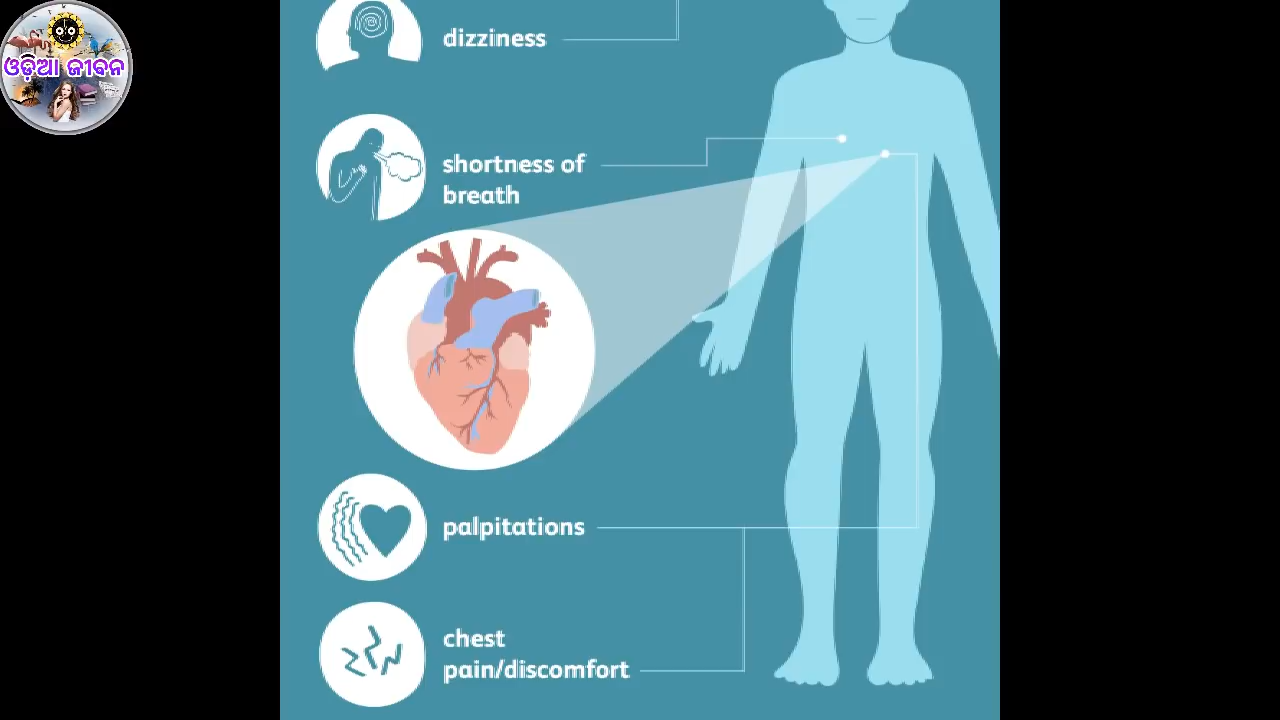 ଓଡ଼ିଆ ଜୀବନ
dizziness
shortness of
breath
palpitations
chest
pain/discomfort